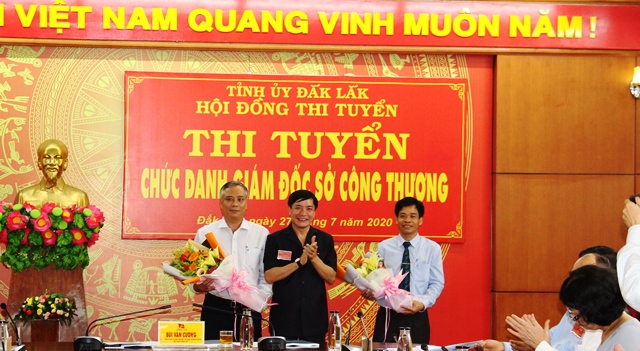 VIỆT NAM QUANG VINH MUÔN NĂM !
TỈNH ỦY ĐẮK LẮK
HỘI ĐỒNG THI TUYỂN
THI TUYỂN
CHỨC DANH GIÁM ĐỐC SỞ CÔNG THƯƠNG
Đắk ngày 27 7 năm 2020
BÙI VĂN CƯỜNG